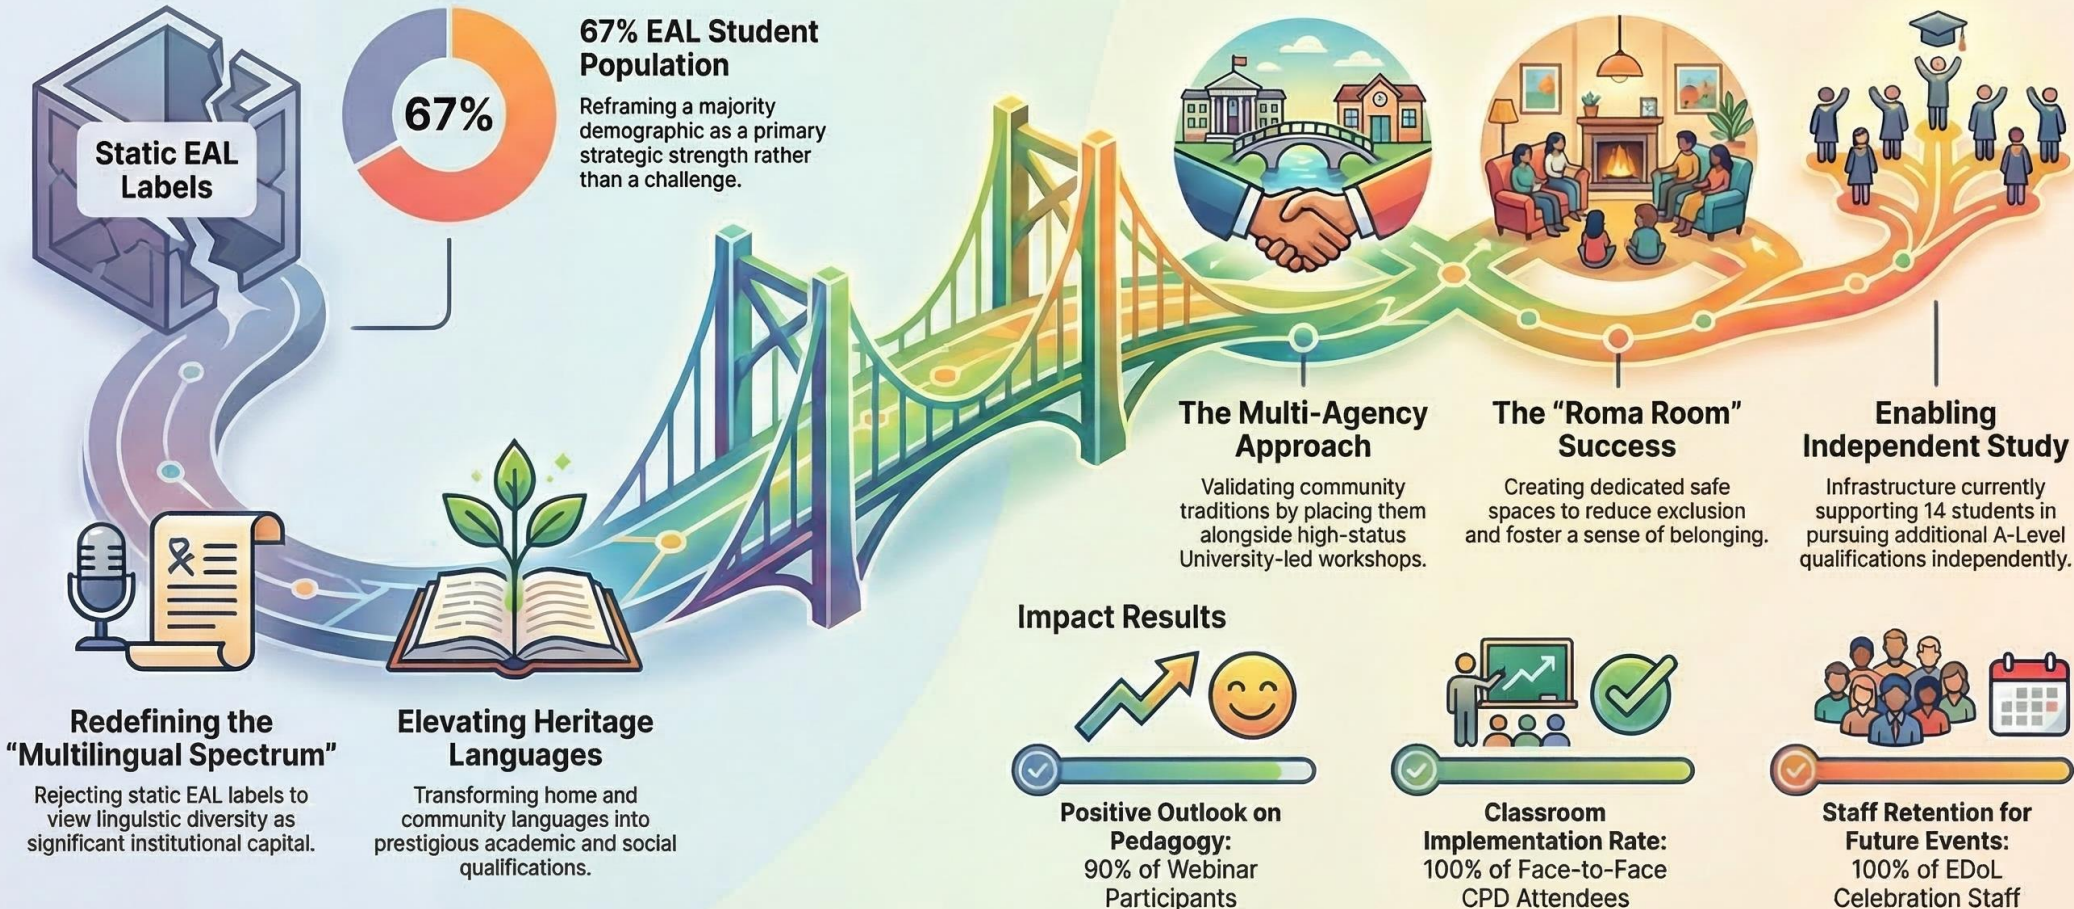 Static EAL
Labels
67%
67% EAL Student
Population
Reframing a majority
demographic as a primary
strategic strength rather
than a challenge.
Redefining the
“Multilingual Spectrum”
Rejecting static EAL labels to
view linguistic diversity as
significant institutional capital.
Elevating Heritage
Languages
Transforming home and
community languages into
prestigious academic and social
qualifications.
The Multi-Agency
Approach
Validating community
traditions by placing them
alongside high-status
University-led workshops.
The “Roma Room”
Success
Creating dedicated safe
spaces to reduce exclusion
and foster a sense of belonging.
Enabling
Independent Study
Infrastructure currently
supporting 14 students in
pursuing additional A-Level
qualifications independently.
Impact Results
Positive Outlook on
Pedagogy:
90% of Webinar
Participants
Classroom
Implementation Rate:
100% of Face-to-Face
CPD Attendees
Staff Retention for
Future Events:
100% of EDoL
Celebration Staff